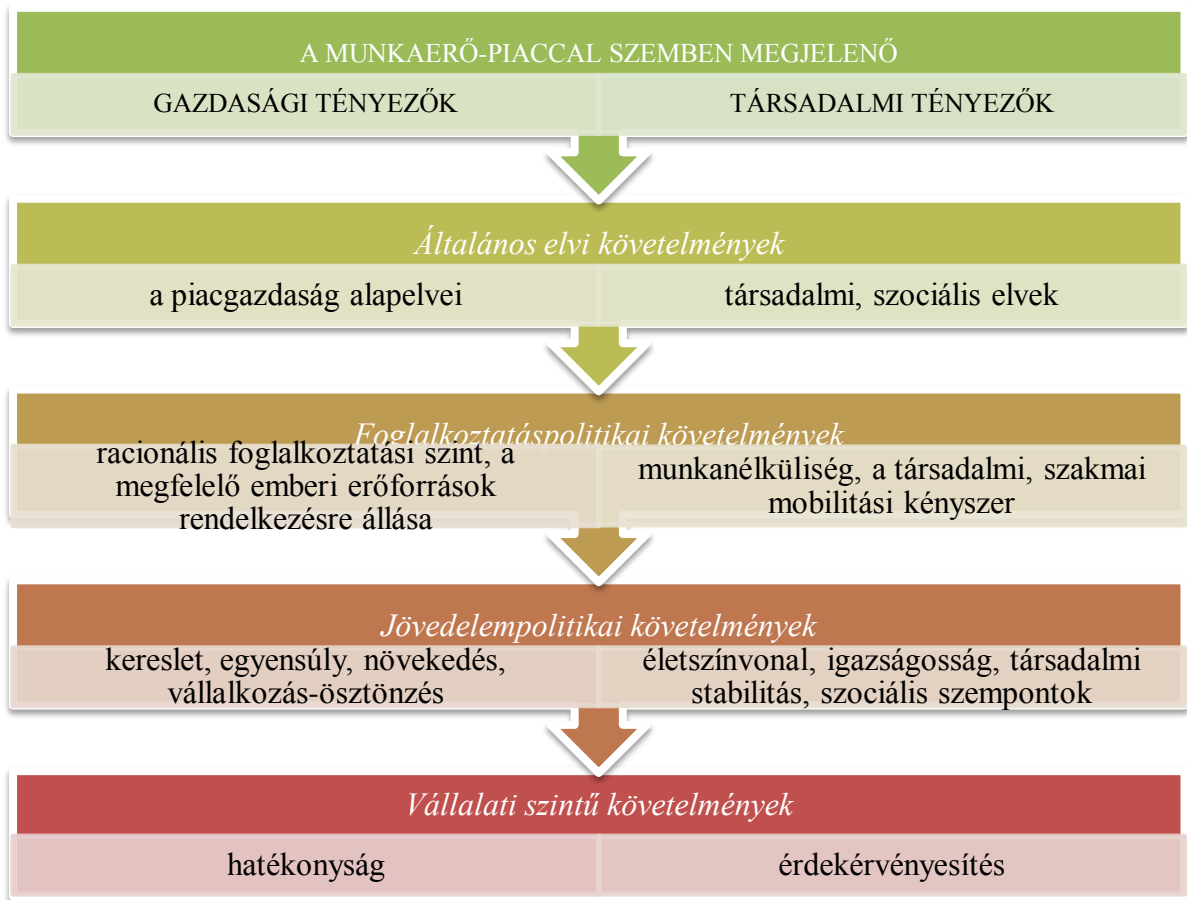 A MUNKAERŐ-PIACCAL SZEMBEN MEGJELENŐ
GAZDASÁGI TÉNYEZŐK
TÁRSADALMI TÉNYEZŐK
Általános elvi követelmények
a piacgazdaság alapelvei
társadalmi, szociális elvek
Foglalkoztatáspolitikai követelmények
racionális foglalkoztatási szint, a
megfelelő emberi erőforrások
rendelkezésre állása
munkanélküliség, a társadalmi, szakmai
mobilitási kényszer
Jövedelempolitikai követelmények
kereslet, egyensúly, növekedés,
vállalkozás-ösztönzés
életszínvonal, igazságosság, társadalmi
stabilitás, szociális szempontok
Vállalati szintű követelmények
hatékonyság
érdekérvényesítés